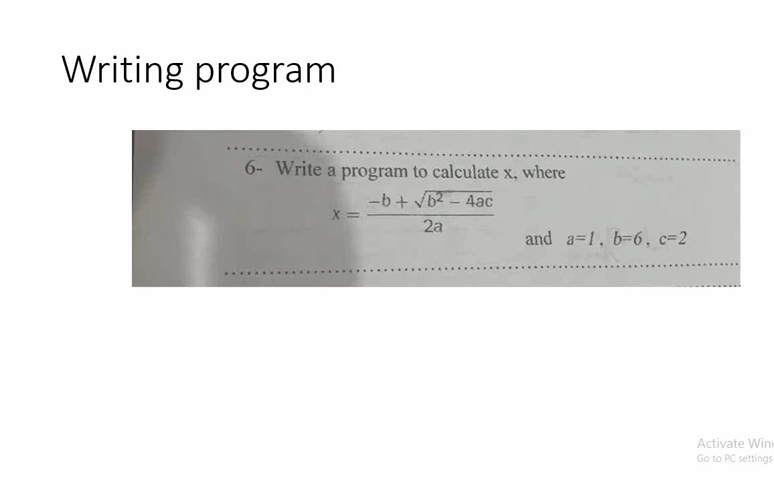 Writing program
6- Write a program to calculate x, where
x = −b + √b² − 4ac
2a
and a=1, b=6, c=2
Activate Win
Go to PC settings